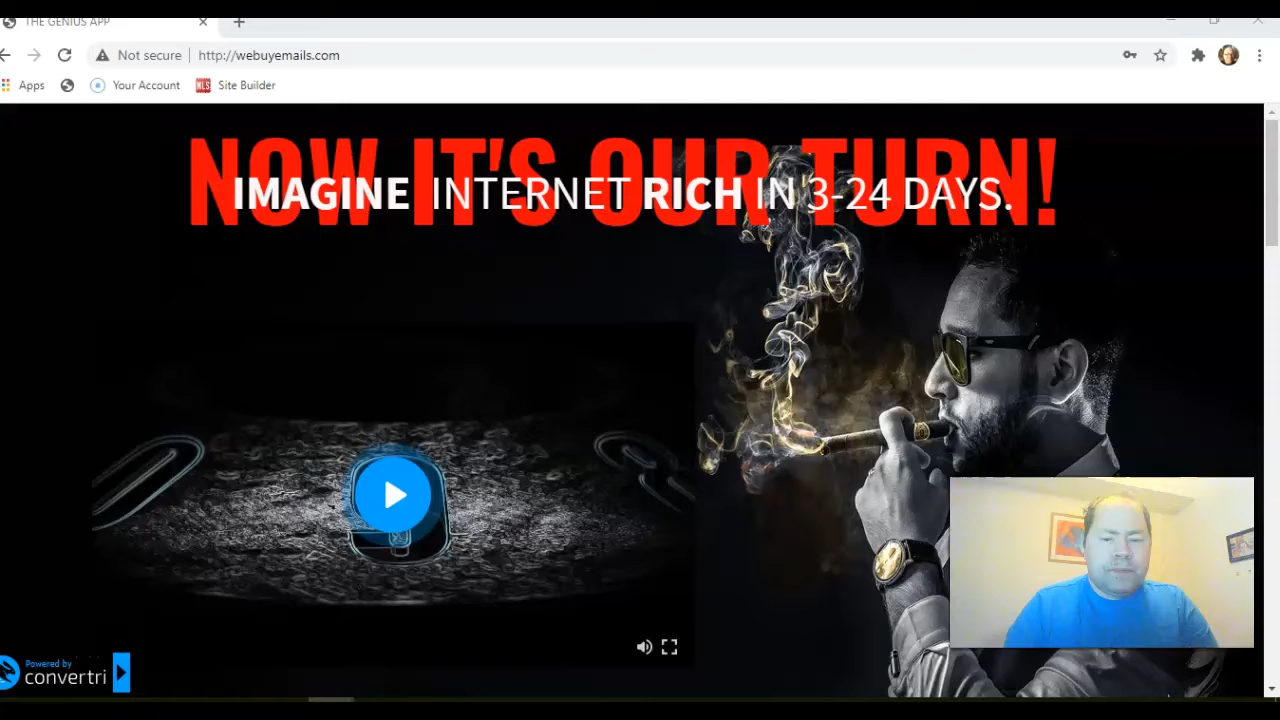 THE GENIUS APP
Not secure
http://webuyemails.com
Apps
Your Account
MLS
Site Builder
NOW IT'S OUR TURN!
IMAGINE INTERNET RICH IN 3-24 DAYS.
Powered by
convertri